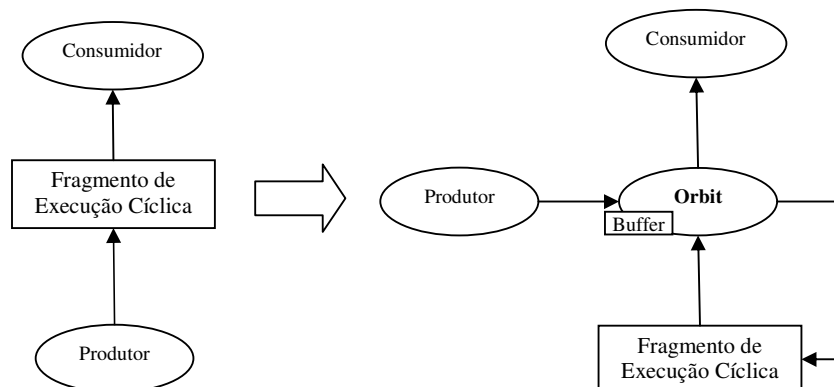 Consumidor
Fragmento de
Execução Cíclica
Produtor
Consumidor
Produtor
Orbit
Buffer
Fragmento de
Execução Cíclica